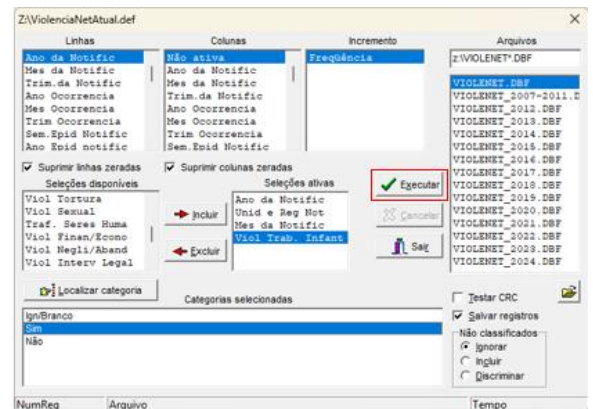 Z:\ViolenciaNetAtual.def
Linhas
Ano da Notific
Mes da Notific
Trim.da Notific
Ano Ocorrencia
Mes Ocorrencia
Trim Ocorrencia
Sem.Epid Notific
Ano Epid notific
Colunas
Não ativa
Ano da Notific
Mes da Notific
Trim.da Notific
Ano Ocorrencia
Mes Ocorrencia
Trim Ocorrencia
Sem.Epid Notific
Incremento
Freqüência
Arquivos
z:\VIOLENET*.DBF
VIOLENET.DBF
VIOLENET_2007-2011.D
VIOLENET_2012.DBF
VIOLENET_2013.DBF
VIOLENET_2014.DBF
VIOLENET_2015.DBF
VIOLENET_2016.DBF
VIOLENET_2017.DBF
VIOLENET_2018.DBF
VIOLENET_2019.DBF
VIOLENET_2020.DBF
VIOLENET_2021.DBF
VIOLENET_2022.DBF
VIOLENET_2023.DBF
VIOLENET_2024.DBF
Suprimir linhas zeradas
Suprimir colunas zeradas
Seleções disponíveis
Viol Tortura
Viol Sexual
Traf. Seres Huma
Viol Finan/Econo
Viol Negli/Aband
Viol Interv Legal
Incluir
Excluir
Seleções ativas
Ano da Notific
Unid e Reg Not
Mes da Notific
Viol Trab. Infant
Executar
Cancelar
Sair
Localizar categoria
Categorias selecionadas
Ign/Branco
Sim
Não
Testar CRC
Salvar registros
Não classificados
Ignorar
Incluir
Discriminar
NumReg
Arquivo
Tempo